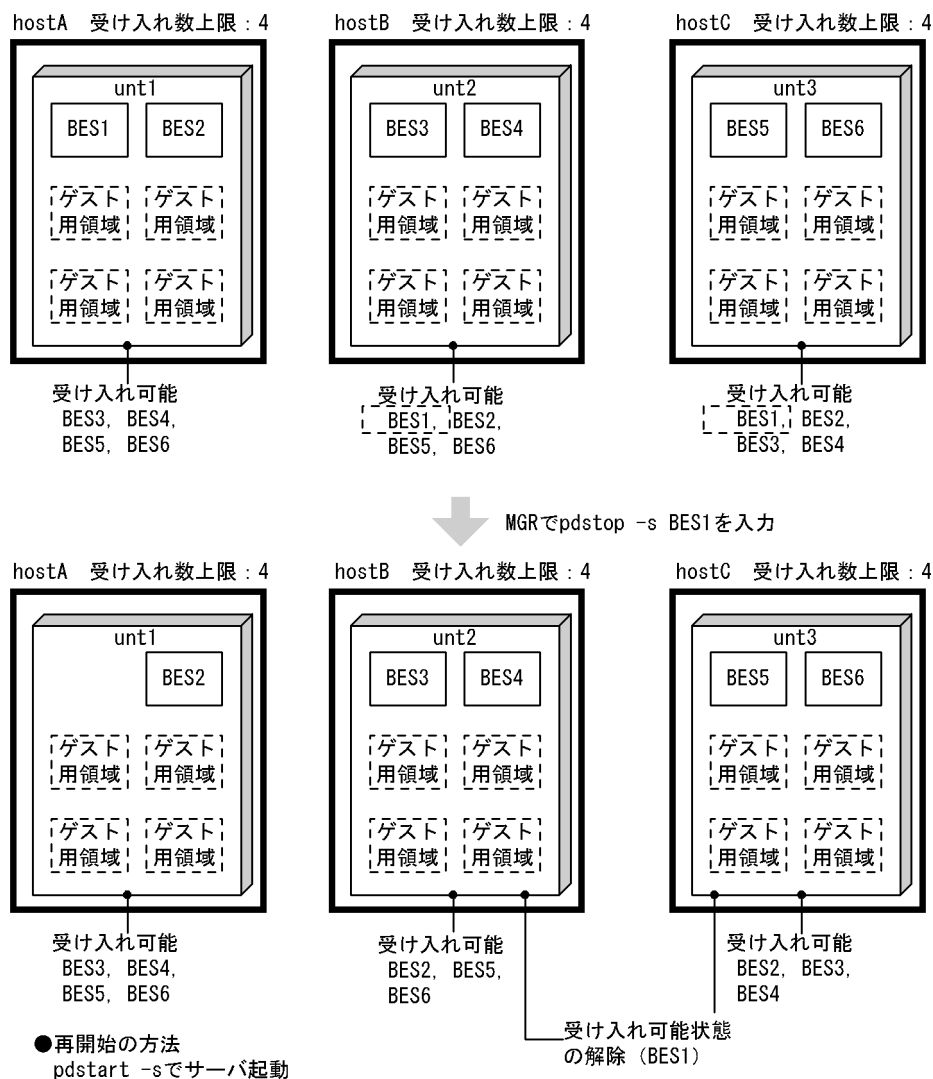 hostA 受け入れ数上限：4
hostB 受け入れ数上限：4
hostC 受け入れ数上限：4
unt1
BES1
BES2
ゲスト
用領域
ゲスト
用領域
ゲスト
用領域
ゲスト
用領域
受け入れ可能
BES3, BES4,
BES5, BES6
unt2
BES3
BES4
ゲスト
用領域
ゲスト
用領域
ゲスト
用領域
ゲスト
用領域
受け入れ可能
BES1, BES2,
BES5, BES6
unt3
BES5
BES6
ゲスト
用領域
ゲスト
用領域
ゲスト
用領域
ゲスト
用領域
受け入れ可能
BES1, BES2,
BES3, BES4
MGRでpdstop -s BES1を入力
hostA 受け入れ数上限：4
hostB 受け入れ数上限：4
hostC 受け入れ数上限：4
unt1
BES2
ゲスト
用領域
ゲスト
用領域
ゲスト
用領域
ゲスト
用領域
受け入れ可能
BES3, BES4,
BES5, BES6
unt2
BES3
BES4
ゲスト
用領域
ゲスト
用領域
ゲスト
用領域
ゲスト
用領域
受け入れ可能
BES2, BES5,
BES6
unt3
BES5
BES6
ゲスト
用領域
ゲスト
用領域
ゲスト
用領域
ゲスト
用領域
受け入れ可能
BES2, BES3,
BES4
受け入れ可能状態
の解除（BES1）
●再開始の方法
pdstart -sでサーバ起動